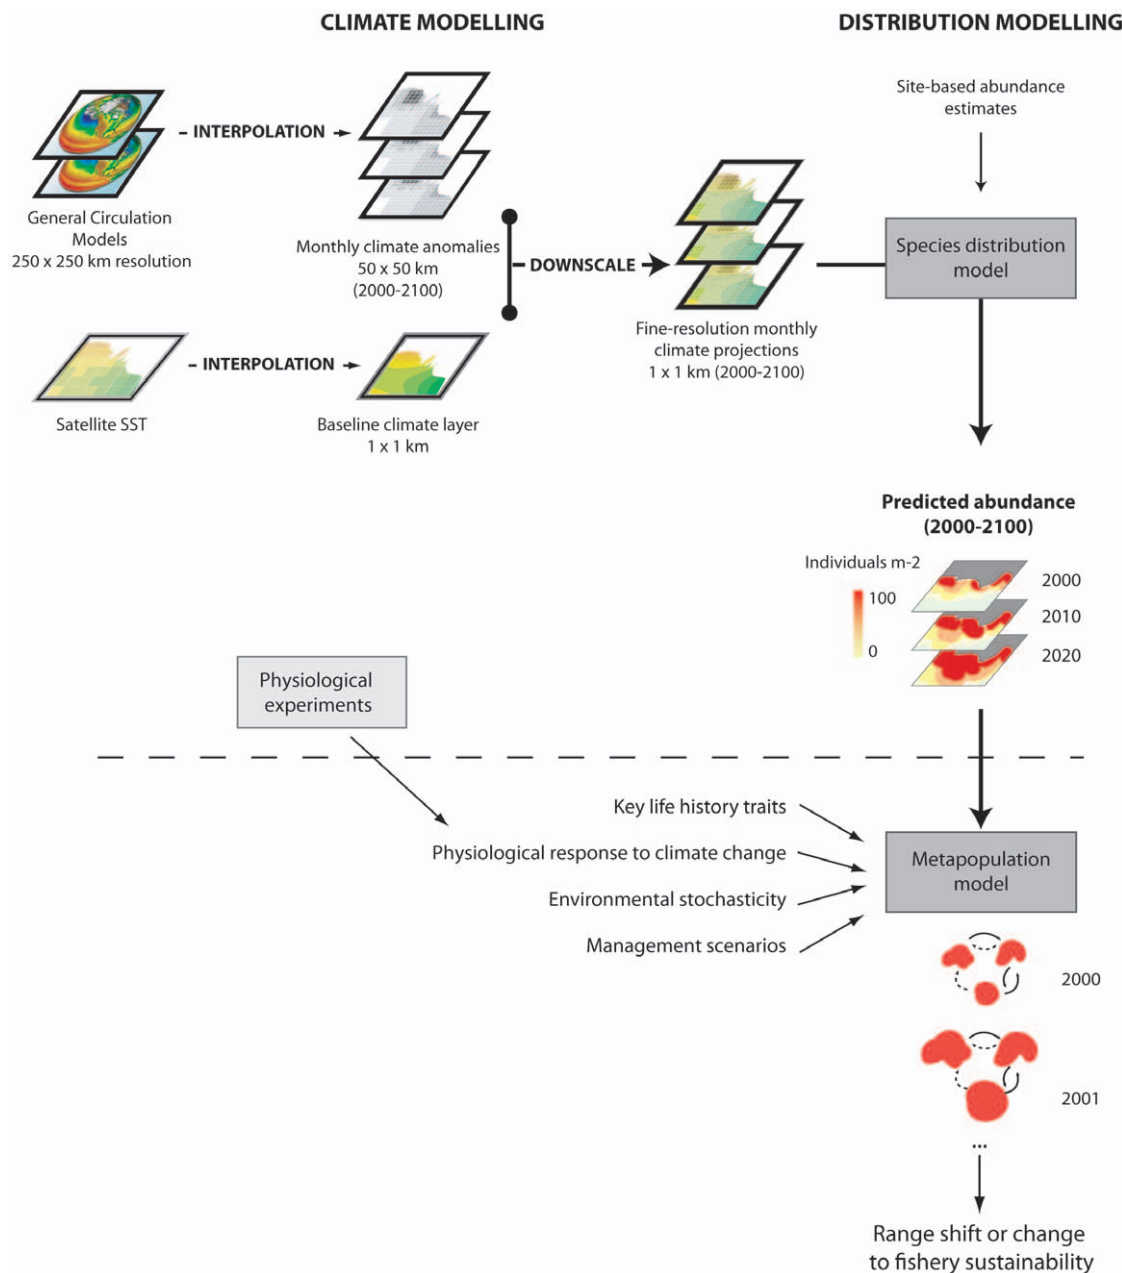 CLIMATE MODELLING
DISTRIBUTION MODELLING
– INTERPOLATION
General Circulation
Models
250 x 250 km resolution
Monthly climate anomalies
50 x 50 km
(2000-2100)
Site-based abundance
estimates
Species distribution
model
DOWNSCALE
Fine-resolution monthly
climate projections
1 x 1 km (2000-2100)
– INTERPOLATION
Satellite SST
Baseline climate layer
1 x 1 km
Predicted abundance
(2000-2100)
Individuals m-2
100
0
2000
2010
2020
Physiological
experiments
Key life history traits
Physiological response to climate change
Environmental stochasticity
Management scenarios
Metapopulation
model
2000
2001
...
Range shift or change
to fishery sustainability